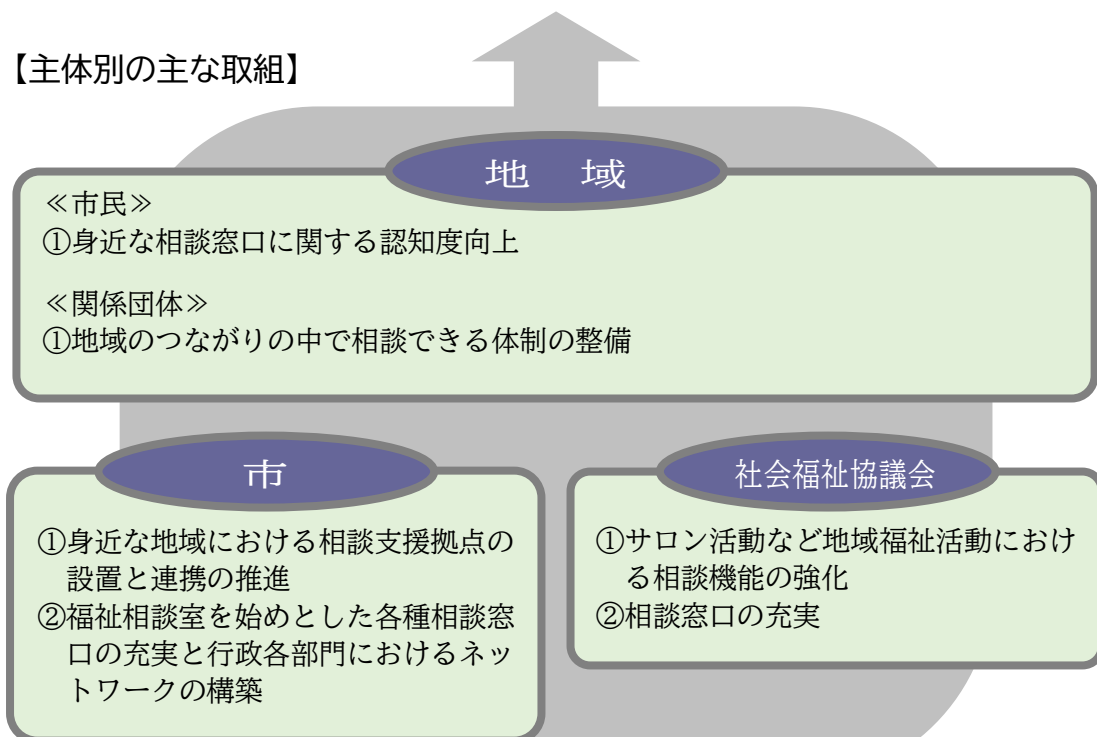 【主体別の主な取組】
地　域
≪市民≫
①身近な相談窓口に関する認知度向上
≪関係団体≫
①地域のつながりの中で相談できる体制の整備
市
①身近な地域における相談支援拠点の
設置と連携の推進
②福祉相談室を始めとした各種相談窓
口の充実と行政各部門におけるネッ
トワークの構築
社会福祉協議会
①サロン活動など地域福祉活動におけ
る相談機能の強化
②相談窓口の充実